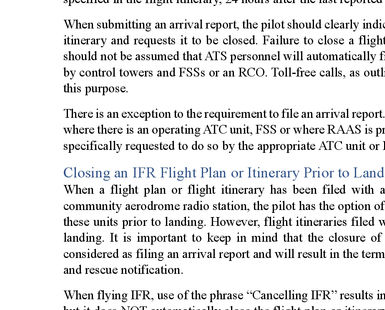 specified in the flight itinerary, 24 hours after the last reported
When submitting an arrival report, the pilot should clearly indic
itinerary and requests it to be closed. Failure to close a flight
should not be assumed that ATS personnel will automatically f
by control towers and FSSs or an RCO. Toll-free calls, as outl
this purpose.
There is an exception to the requirement to file an arrival report.
where there is an operating ATC unit, FSS or where RAAS is pr
specifically requested to do so by the appropriate ATC unit or
Closing an IFR Flight Plan or Itinerary Prior to Land
When a flight plan or flight itinerary has been filed with a
community aerodrome radio station, the pilot has the option of
these units prior to landing. However, flight itineraries filed w
landing. It is important to keep in mind that the closure of
considered as filing an arrival report and will result in the term
and rescue notification.
When flying IFR, use of the phrase “Cancelling IFR” results in
but it does NOT automatically close the flight plan or itinerary